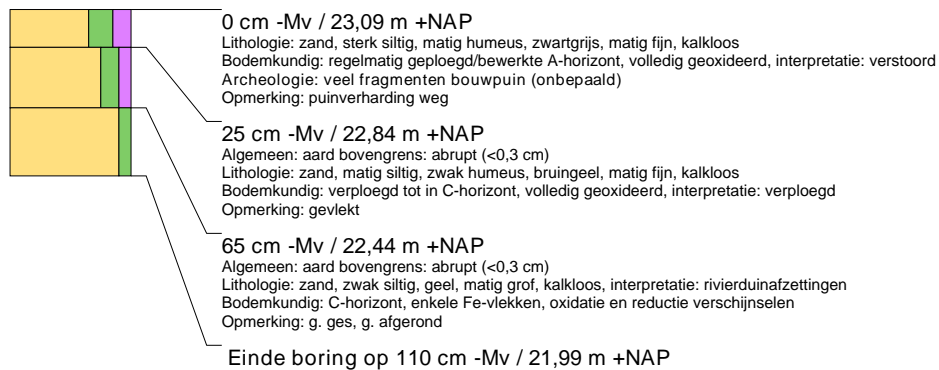 0 cm -Mv / 23,09 m +NAP
Lithologie: zand, sterk siltig, matig humeus, zwartgrijs, matig fijn, kalkloos
Bodemkundig: regelmatig geploegd/bewerkte A-horizont, volledig geoxideerd, interpretatie: verstoord
Archeologie: veel fragmenten bouwpuin (onbepaald)
Opmerking: puinverharding weg
25 cm -Mv / 22,84 m +NAP
Algemeen: aard bovengrens: abrupt (<0,3 cm)
Lithologie: zand, matig siltig, zwak humeus, bruingeel, matig fijn, kalkloos
Bodemkundig: verploegd tot in C-horizont, volledig geoxideerd, interpretatie: verploegd
Opmerking: gevlekt
65 cm -Mv / 22,44 m +NAP
Algemeen: aard bovengrens: abrupt (<0,3 cm)
Lithologie: zand, zwak siltig, geel, matig grof, kalkloos, interpretatie: rivierduinafzettingen
Bodemkundig: C-horizont, enkele Fe-vlekken, oxidatie en reductie verschijnselen
Opmerking: g. ges, g. afgerond
Einde boring op 110 cm -Mv / 21,99 m +NAP